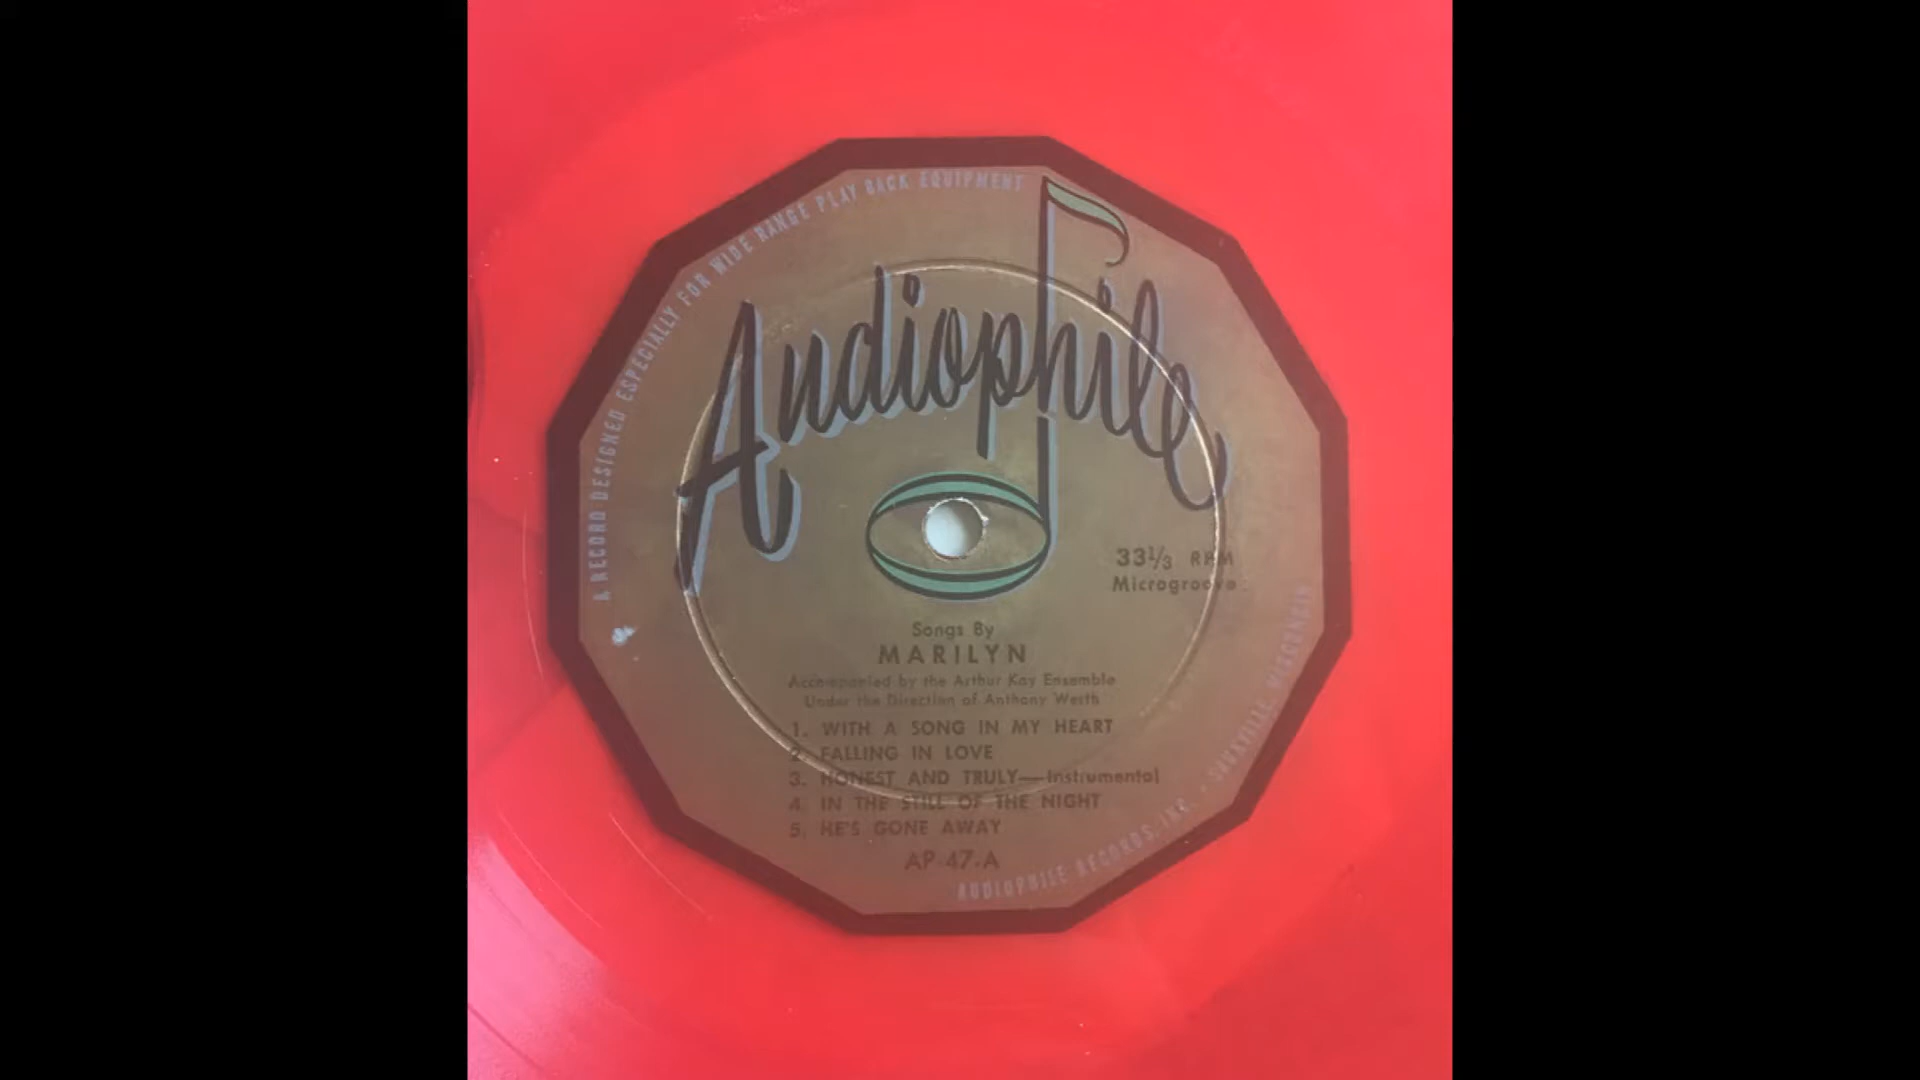 A RECORD DESIGNED ESPECIALLY FOR WIDE RANGE PLAY BACK EQUIPMENT
Audiophile
33⅓ RPM
Microgroove
Songs By
MARILYN
Accompanied by the Arthur Kay Ensemble
Under the Direction of Anthony Werth
1. WITH A SONG IN MY HEART
2. FALLING IN LOVE
3. HONEST AND TRULY—Instrumental
4. IN THE STILL OF THE NIGHT
5. HE'S GONE AWAY
AP-47-A
AUDIOPHILE RECORDS, INC. • SAUKVILLE, WISCONSIN